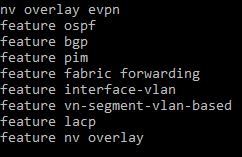 nv overlay evpn
feature ospf
feature bgp
feature pim
feature fabric forwarding
feature interface-vlan
feature vn-segment-vlan-based
feature lacp
feature nv overlay